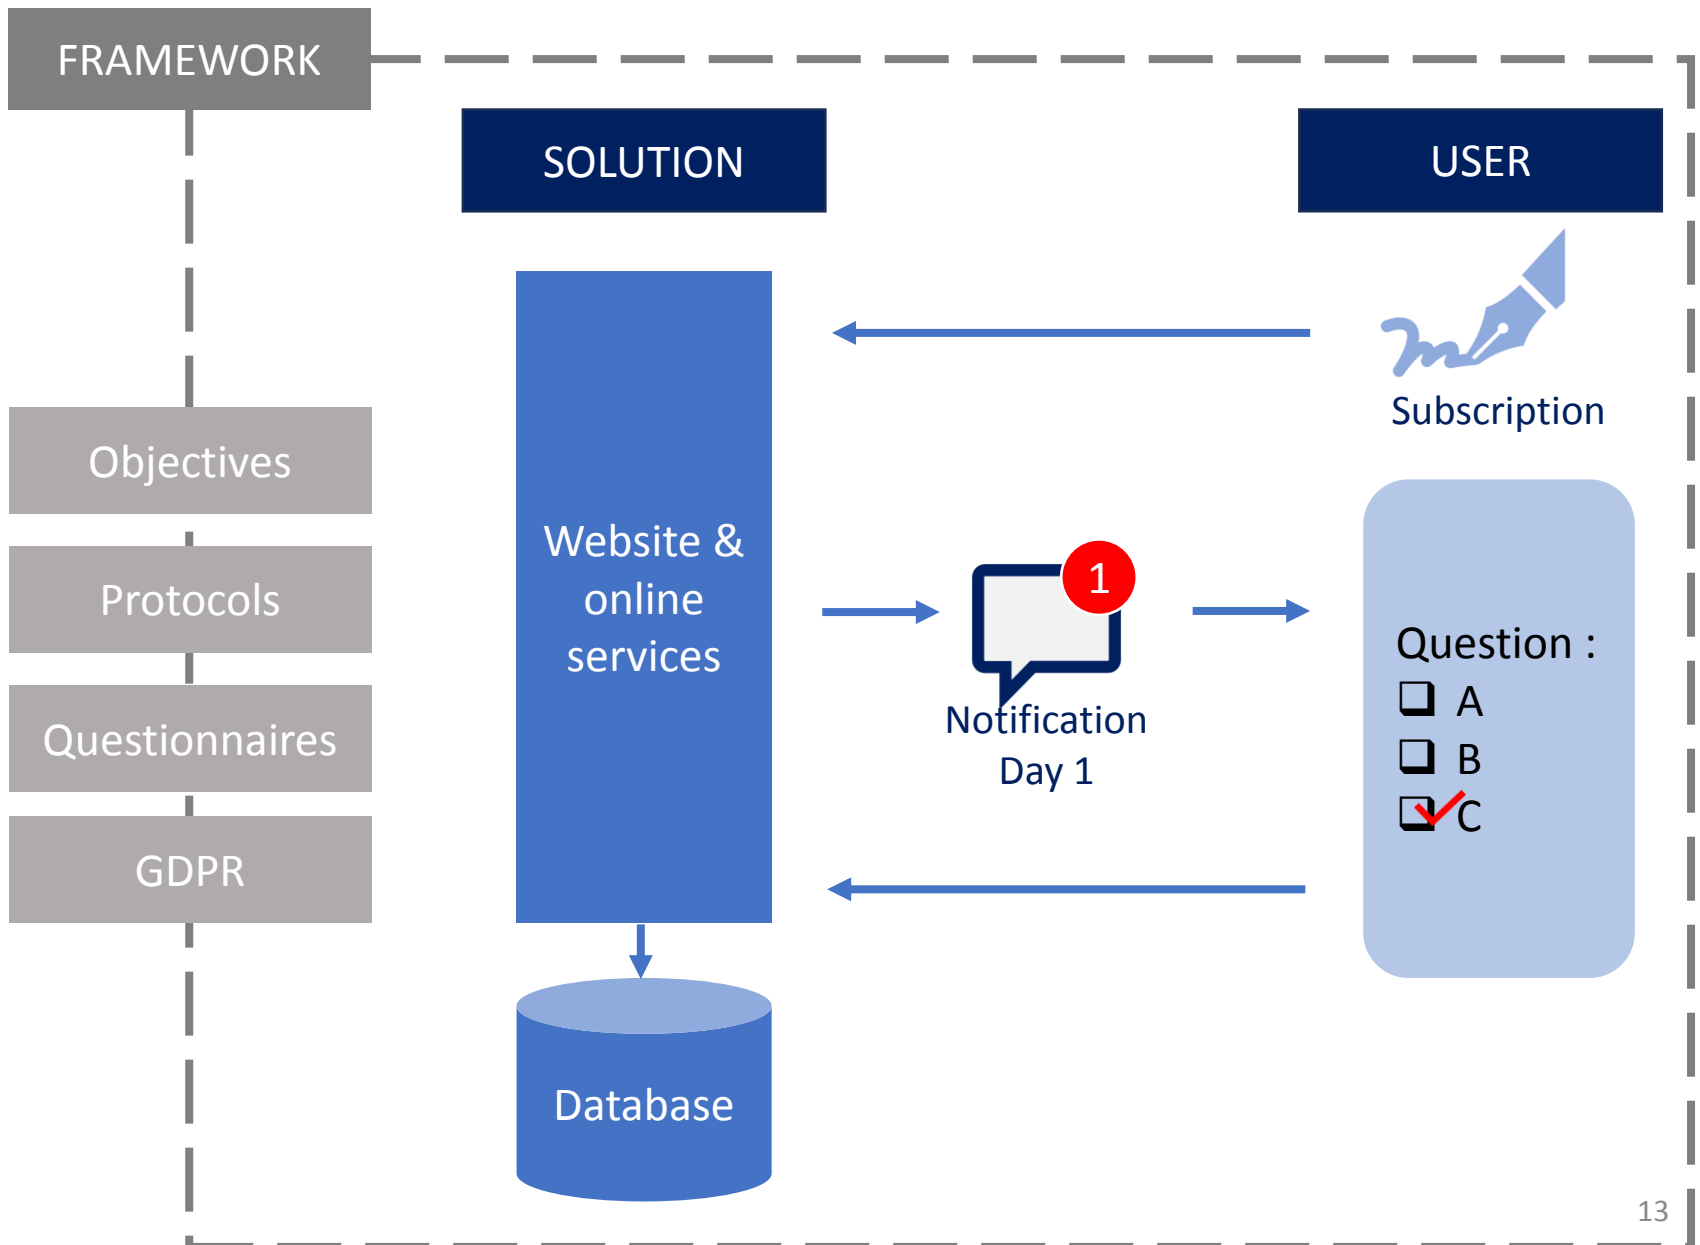 FRAMEWORK
SOLUTION
USER
Subscription
Objectives
Protocols
Questionnaires
GDPR
Website &
online
services
1
Notification
Day 1
Question :
A
B
C
Database
13